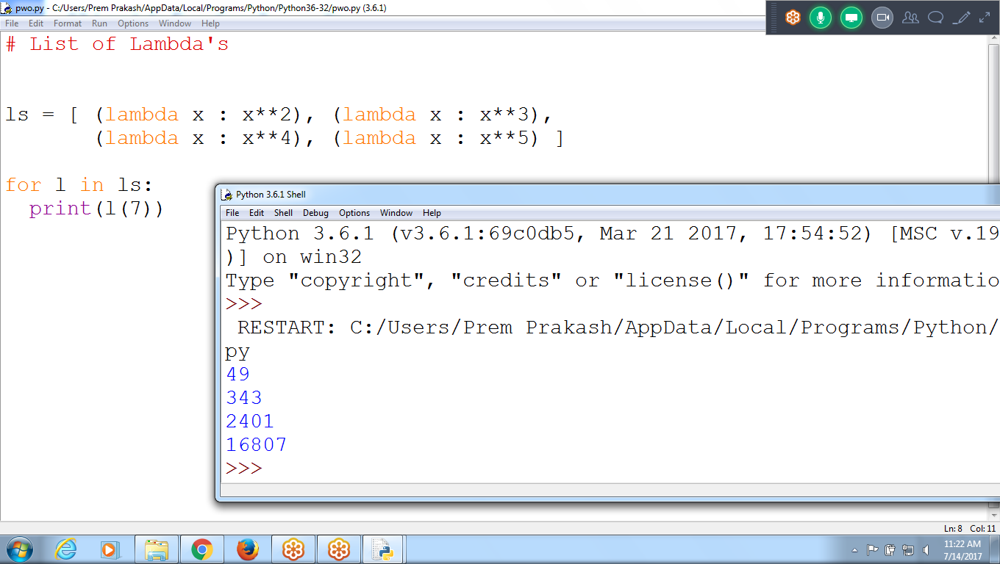 pwo.py - C:/Users/Prem Prakash/AppData/Local/Programs/Python/Python36-32/pwo.py (3.6.1)
File Edit Format Run Options Window Help
# List of Lambda's
ls = [ (lambda x : x**2), (lambda x : x**3),
(lambda x : x**4), (lambda x : x**5) ]
for l in ls:
print(l(7))
Python 3.6.1 Shell
File Edit Shell Debug Options Window Help
Python 3.6.1 (v3.6.1:69c0db5, Mar 21 2017, 17:54:52) [MSC v.19
)] on win32
Type "copyright", "credits" or "license()" for more informatio
>>>
RESTART: C:/Users/Prem Prakash/AppData/Local/Programs/Python/
py
49
343
2401
16807
>>>
Ln: 8 Col: 11
11:22 AM
7/14/2017